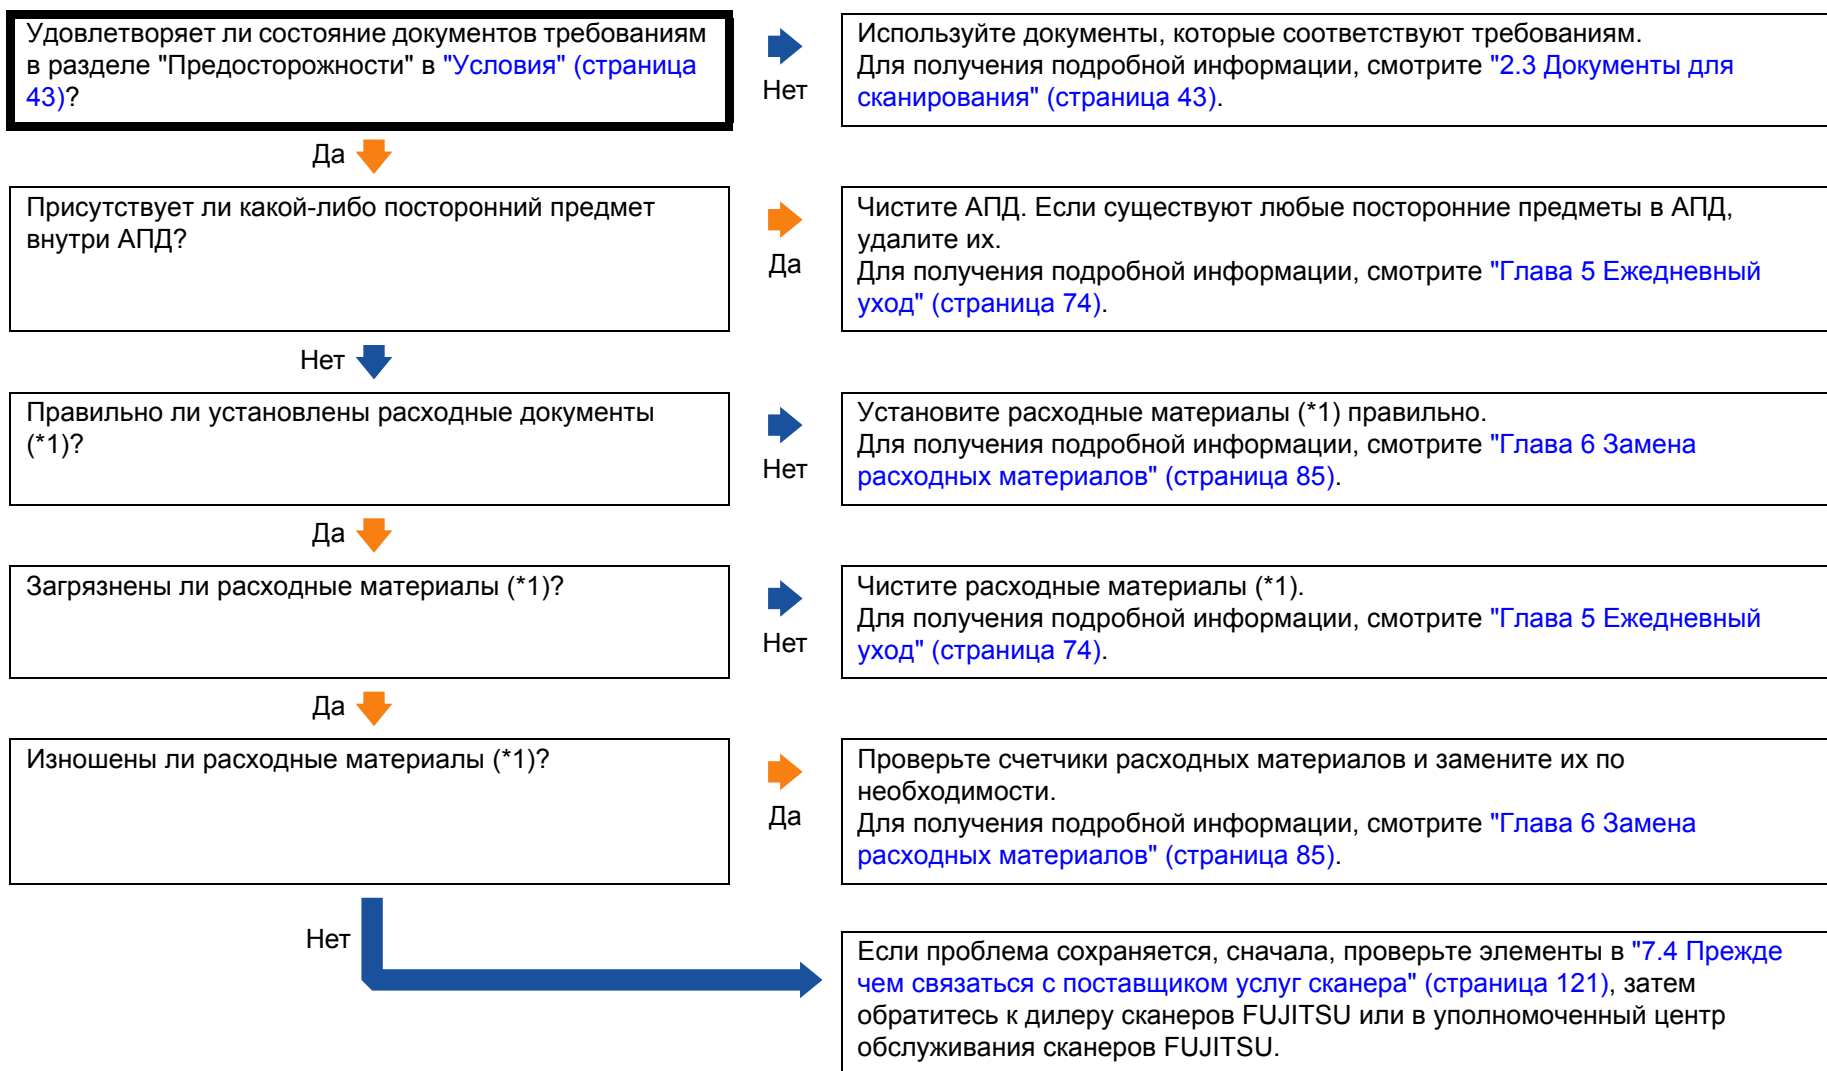 Удовлетворяет ли состояние документов требованиям
в разделе "Предосторожности" в "Условия" (страница
43)?
Нет
Используйте документы, которые соответствуют требованиям.
Для получения подробной информации, смотрите "2.3 Документы для
сканирования" (страница 43).
Да
Присутствует ли какой-либо посторонний предмет
внутри АПД?
Да
Чистите АПД. Если существуют любые посторонние предметы в АПД,
удалите их.
Для получения подробной информации, смотрите "Глава 5 Ежедневный
уход" (страница 74).
Нет
Правильно ли установлены расходные документы
(*1)?
Нет
Установите расходные материалы (*1) правильно.
Для получения подробной информации, смотрите "Глава 6 Замена
расходных материалов" (страница 85).
Да
Загрязнены ли расходные материалы (*1)?
Нет
Чистите расходные материалы (*1).
Для получения подробной информации, смотрите "Глава 5 Ежедневный
уход" (страница 74).
Да
Изношены ли расходные материалы (*1)?
Да
Проверьте счетчики расходных материалов и замените их по
необходимости.
Для получения подробной информации, смотрите "Глава 6 Замена
расходных материалов" (страница 85).
Нет
Если проблема сохраняется, сначала, проверьте элементы в "7.4 Прежде
чем связаться с поставщиком услуг сканера" (страница 121), затем
обратитесь к дилеру сканеров FUJITSU или в уполномоченный центр
обслуживания сканеров FUJITSU.